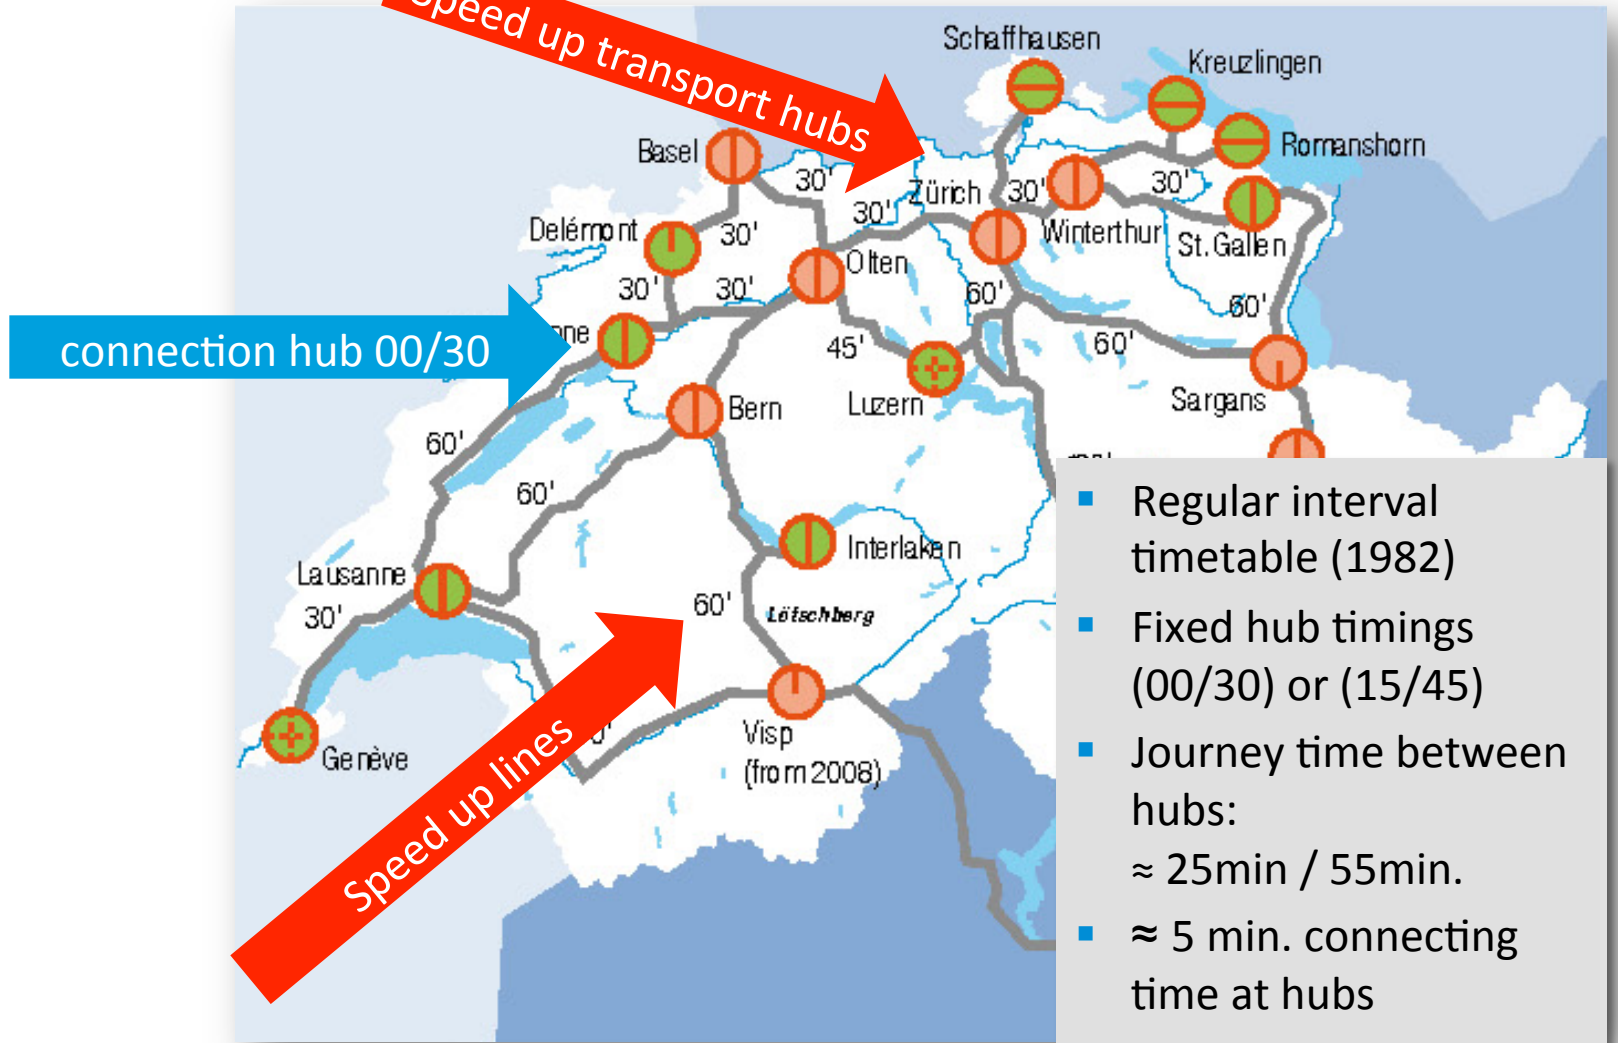 Speed up transport hubs
Schaffhausen
Kreuzlingen
Romanshorn
Basel
30'
30'
Zürich
30'
30'
Delémont
30'
Olten
Winterthur
St.Gallen
30'
30'
60'
60'
connection hub 00/30
45'
60'
Bern
Luzern
Sargans
60'
60'
Interlaken
Lausanne
30'
60'
Lötschberg
Speed up lines
Genève
Visp
(from 2008)
▪ Regular interval
timetable (1982)
▪ Fixed hub timings
(00/30) or (15/45)
▪ Journey time between
hubs:
≈ 25min / 55min.
▪ ≈ 5 min. connecting
time at hubs